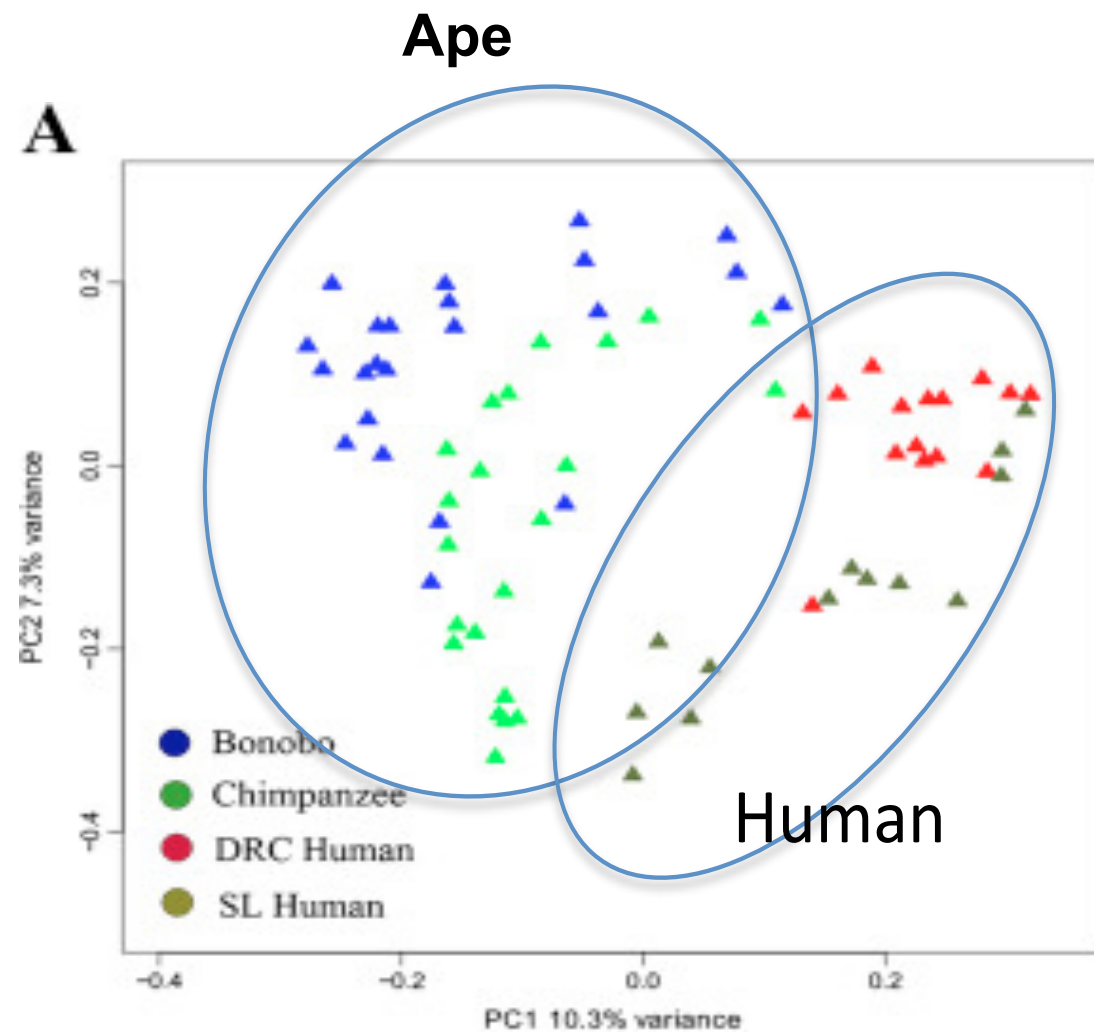 Ape
A
0.2
0.0
−0.2
−0.4
PC2 7.3% variance
Bonobo
Chimpanzee
DRC Human
SL Human
Human
−0.4
−0.2
0.0
0.2
PC1 10.3% variance